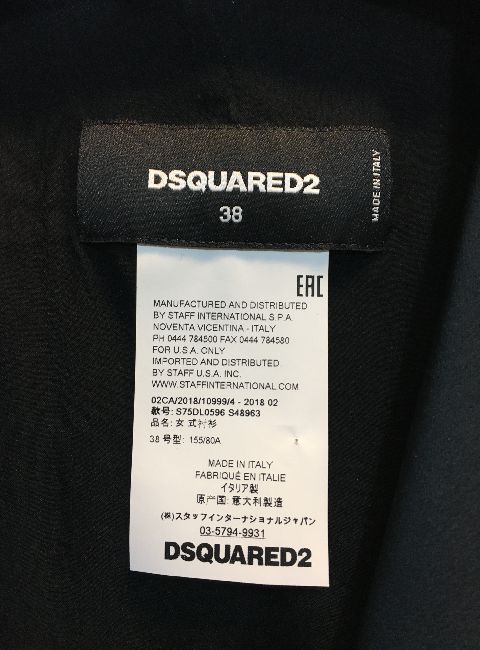 DSQUARED2
38
MADE IN ITALY
EAC
MANUFACTURED AND DISTRIBUTED
BY STAFF INTERNATIONAL S.P.A.
NOVENTA VICENTINA - ITALY
PH 0444 784500 FAX 0444 784580
FOR U.S.A. ONLY
IMPORTED AND DISTRIBUTED
BY STAFF U.S.A. INC.
WWW.STAFFINTERNATIONAL.COM
02CA/2018/10999/4 - 2018 02
款号: S75DL0596 S48963
品名: 女式衬衫
38 号型: 155/80A
MADE IN ITALY
FABRIQUÉ EN ITALIE
イタリア製
原产国: 意大利製造
(株)スタッフインターナショナルジャパン
03-5794-9931
DSQUARED2